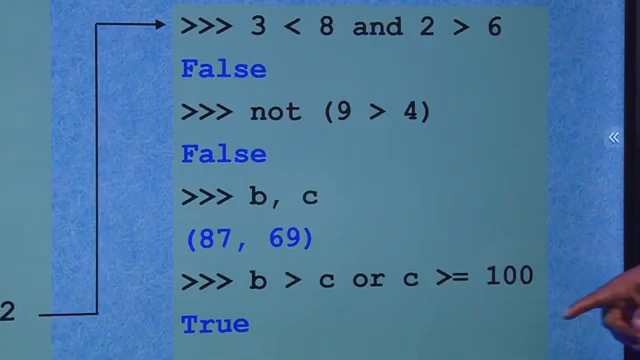 >>> 3 < 8 and 2 > 6
False
>>> not (9 > 4)
False
>>> b, c
(87, 69)
>>> b > c or c >= 100
True
2